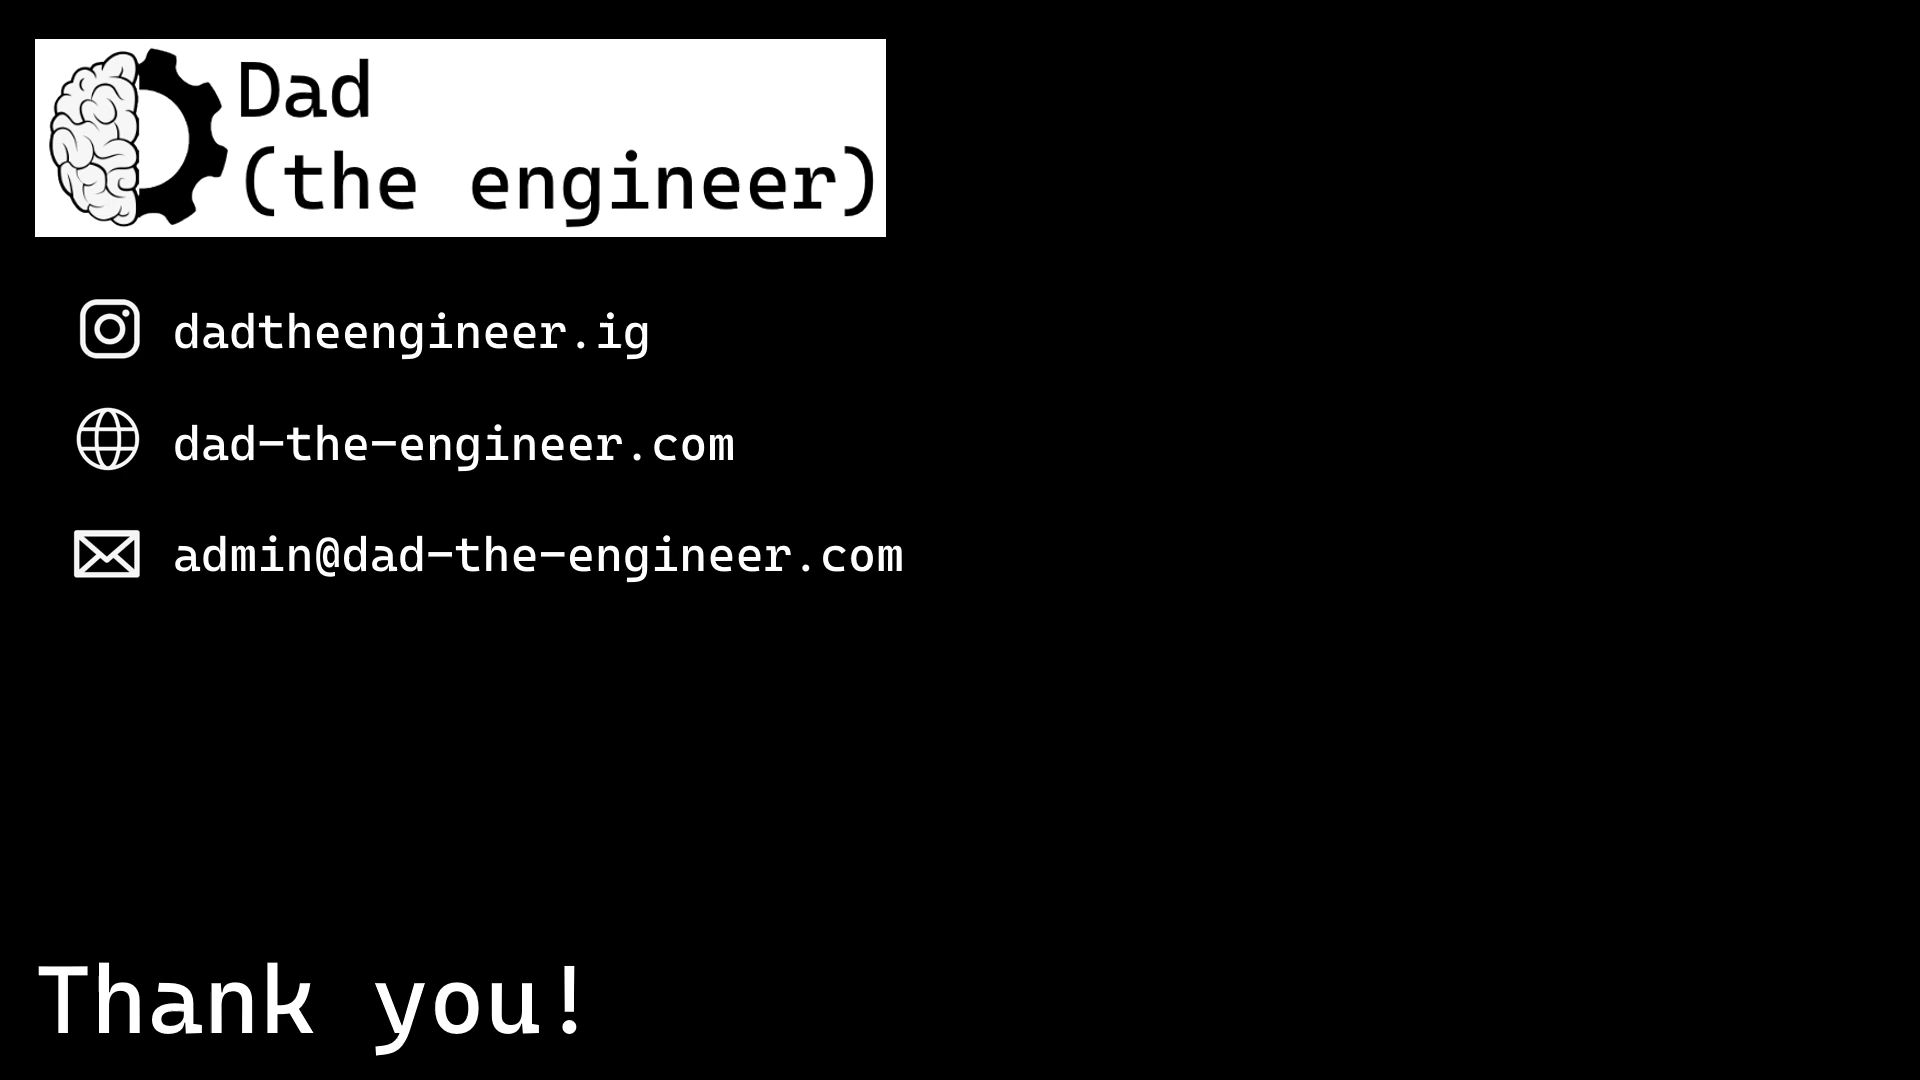 Dad
(the engineer)
dadtheengineer.ig
dad-the-engineer.com
admin@dad-the-engineer.com
Thank you!